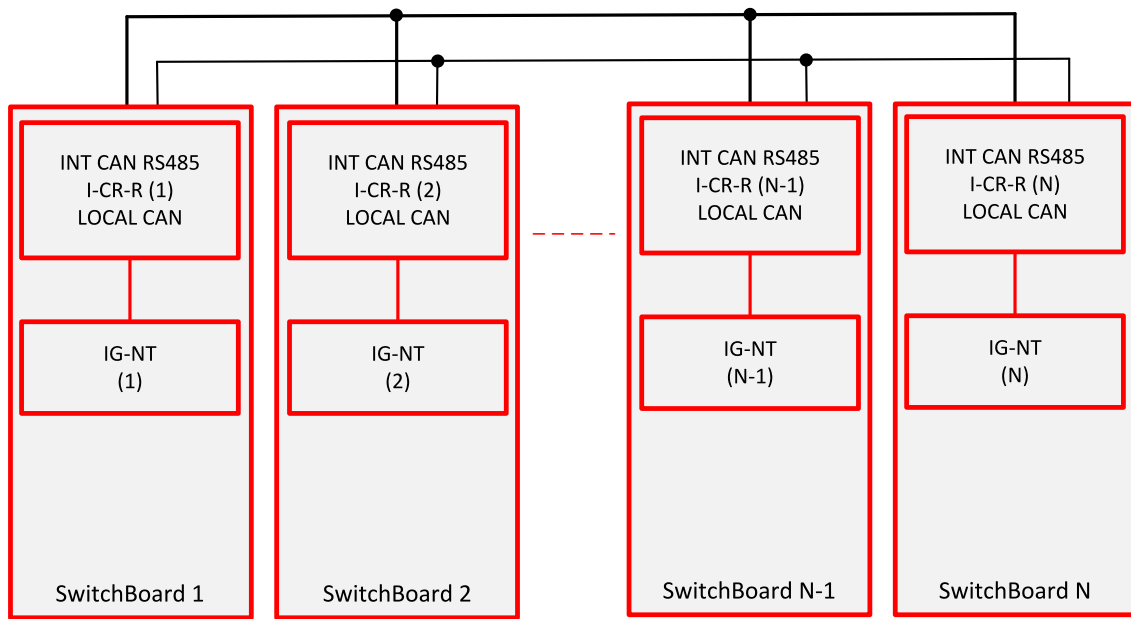 INT CAN RS485
I-CR-R (1)
LOCAL CAN
IG-NT
(1)
SwitchBoard 1
INT CAN RS485
I-CR-R (2)
LOCAL CAN
IG-NT
(2)
SwitchBoard 2
INT CAN RS485
I-CR-R (N-1)
LOCAL CAN
IG-NT
(N-1)
SwitchBoard N-1
INT CAN RS485
I-CR-R (N)
LOCAL CAN
IG-NT
(N)
SwitchBoard N